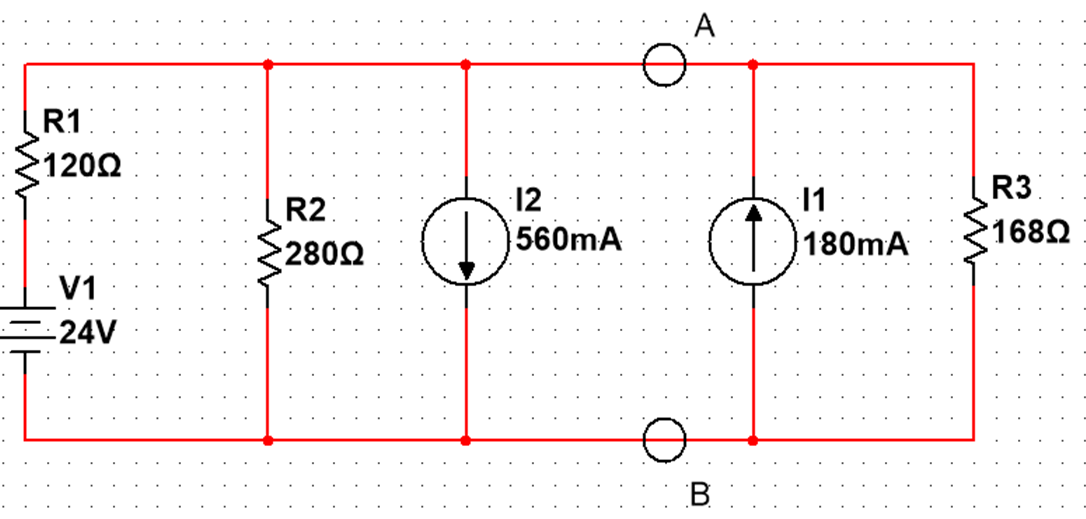 A
R1
120Ω
R2
280Ω
I2
560mA
I1
180mA
R3
168Ω
V1
24V
B